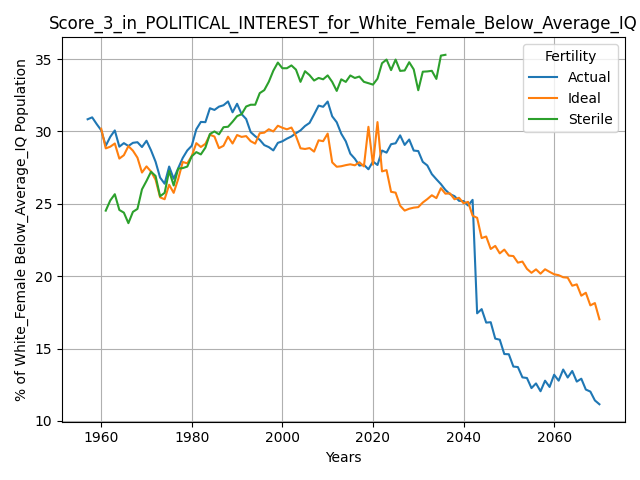 Score_3_in_POLITICAL_INTEREST_for_White_Female_Below_Average_IQ
% of White_Female Below_Average_IQ Population
35
30
25
20
15
10
Fertility
Actual
Ideal
Sterile
1960
1980
2000
2020
2040
2060
Years